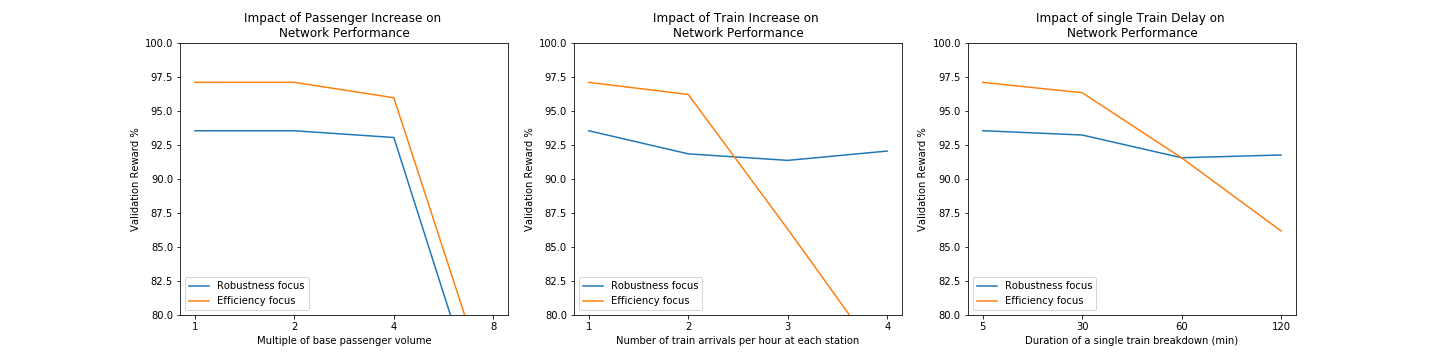 Impact of Passenger Increase on
Network Performance
100.0
97.5
95.0
92.5
90.0
87.5
85.0
82.5
80.0
Validation Reward %
Robustness focus
Efficiency focus
1 2 4 8
Multiple of base passenger volume
Impact of Train Increase on
Network Performance
100.0
97.5
95.0
92.5
90.0
87.5
85.0
82.5
80.0
Validation Reward %
Robustness focus
Efficiency focus
1 2 3 4
Number of train arrivals per hour at each station
Impact of single Train Delay on
Network Performance
100.0
97.5
95.0
92.5
90.0
87.5
85.0
82.5
80.0
Validation Reward %
Robustness focus
Efficiency focus
5 30 60 120
Duration of a single train breakdown (min)